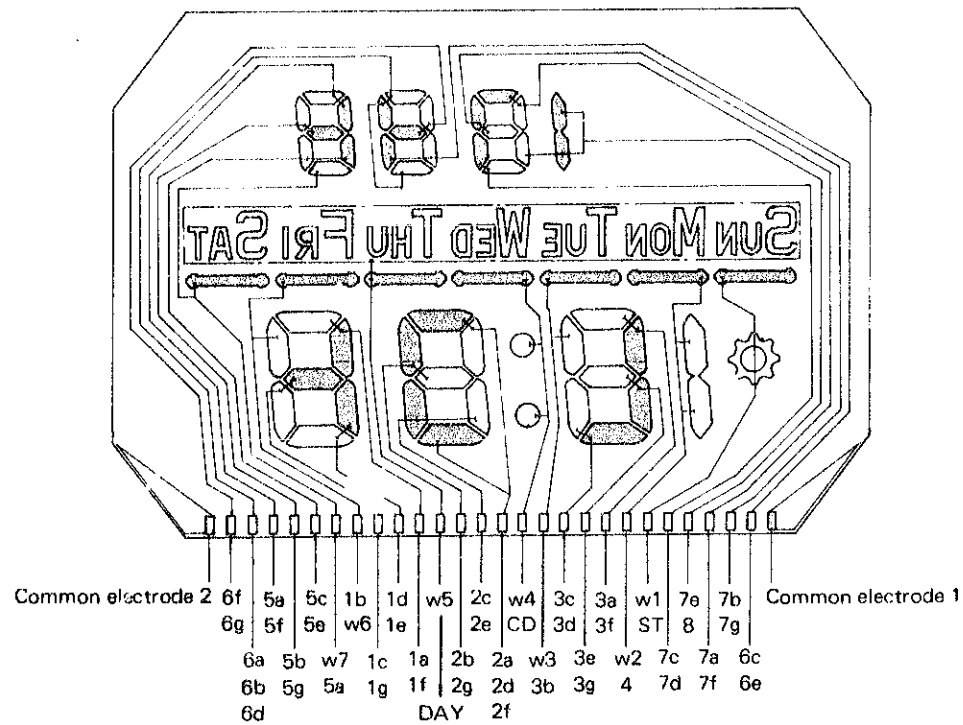 SUN MON TUE WED THU FRI SAT
Common electrode 2 6f 5a 5c 1b 1d w5 2c w4 3c 3a w1 7e 7b Common electrode 1
6g 5f 5e w6 1e 2e CD 3d 3f ST 8 7g
6a 5b w7 1c 1a 2b 2a w3 3e w2 7c 7a 6c
6b 5g 5a 1g 1f 2g 2d 3b 3g 4 7d 7f 6e
6d DAY 2f